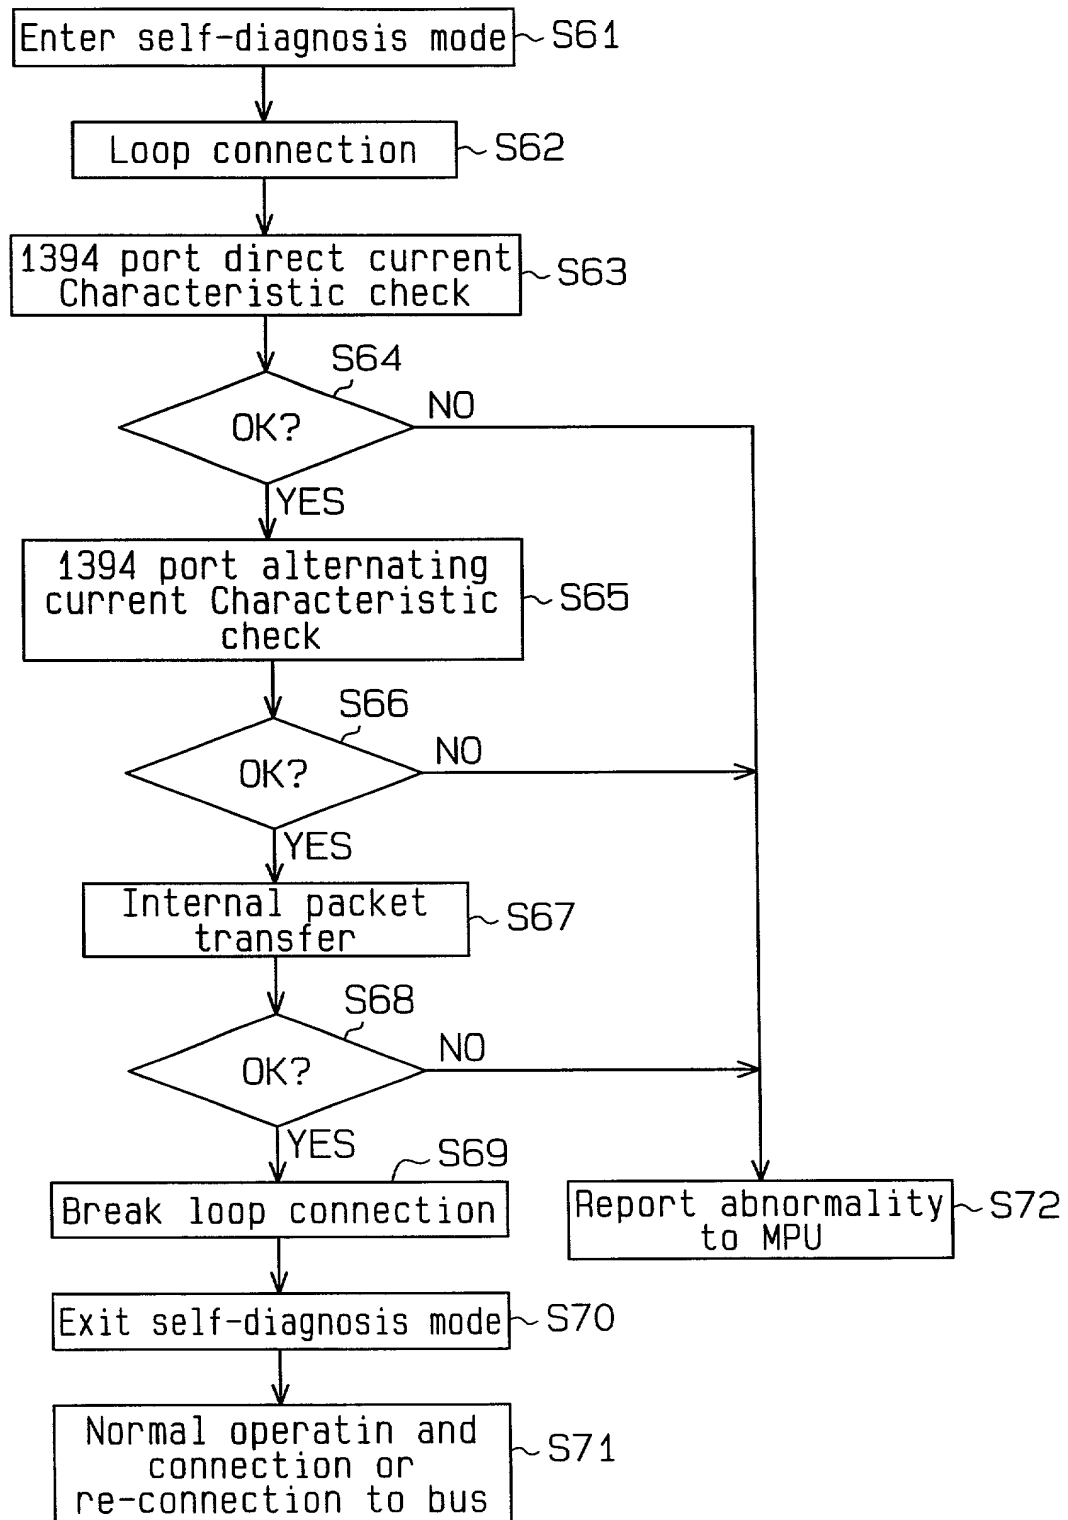 Enter self-diagnosis mode S61
Loop connection S62
1394 port direct current
Characteristic check
S63
S64
OK?
NO
YES
1394 port alternating
current Characteristic
check
S65
S66
OK?
NO
YES
Internal packet
transfer
S67
S68
OK?
NO
YES
S69
Break loop connection
Report abnormality
to MPU
S72
Exit self-diagnosis mode S70
Normal operatin and
connection or
re-connection to bus
S71